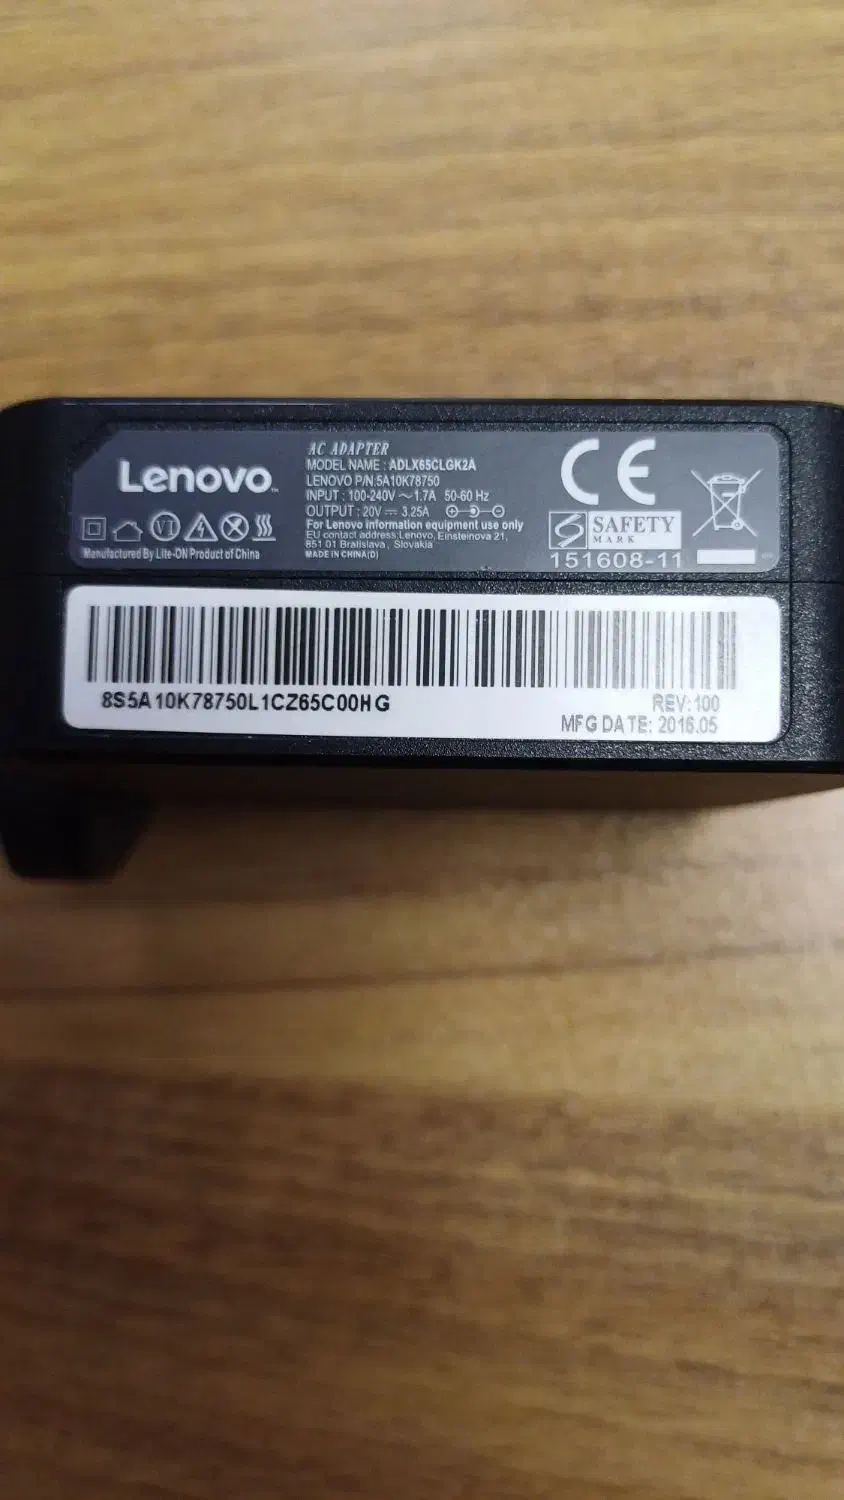 Lenovo
AC ADAPTER
MODEL NAME : ADLX65CLGK2A
LENOVO P/N:5A10K78750
INPUT : 100-240V ~ 1.7A 50-60 Hz
OUTPUT : 20V ⎓ 3.25A
For Lenovo information equipment use only
EU contact address:Lenovo, Einsteinova 21,
851 01 Bratislava , Slovakia
MADE IN CHINA(D)
VI
Manufactured By Lite-ON Product of China
CE
SAFETY
MARK
151608-11
8S5A10K78750L1CZ65C00HG
REV:100
MFG DATE: 2016.05